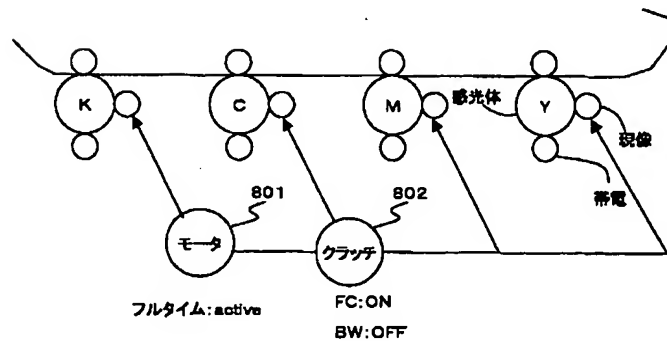 K
C
M
感光体
Y
現像
帯電
801
802
モータ
クラッチ
フルタイム:active
FC:ON
BW:OFF